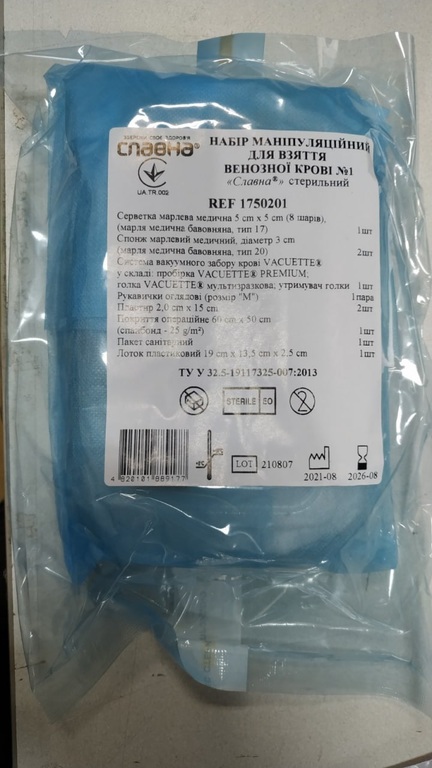 БЕРЕЖИ СВОЄ ЗДОРОВ'Я
СЛАВНА®
UA.TR.002
НАБІР МАНІПУЛЯЦІЙНИЙ
ДЛЯ ВЗЯТТЯ
ВЕНОЗНОЇ КРОВІ №1
«Славна®» стерильний
REF 1750201
Серветка марлева медична 5 cm x 5 cm (8 шарів),
(марля медична бавовняна, тип 17) 1шт
Спонж марлевий медичний, діаметр 3 cm
(марля медична бавовняна, тип 20) 2шт
Система вакуумного забору крові VACUETTE®
у складі: пробірка VACUETTE® PREMIUM;
голка VACUETTE® мультиразкова; утримувач голки 1шт
Рукавички оглядові (розмір "М") 1пара
Пластир 2,0 cm x 15 cm 2шт
Покриття операційне 60 cm x 50 cm
(спанбонд - 25 g/m²) 1шт
Пакет санітарний 1шт
Лоток пластиковий 19 cm x 13,5 cm x 2.5 cm 1шт
ТУ У 32.5-19117325-007:2013
STERILE EO
2
LOT 210807
2021-08 2026-08